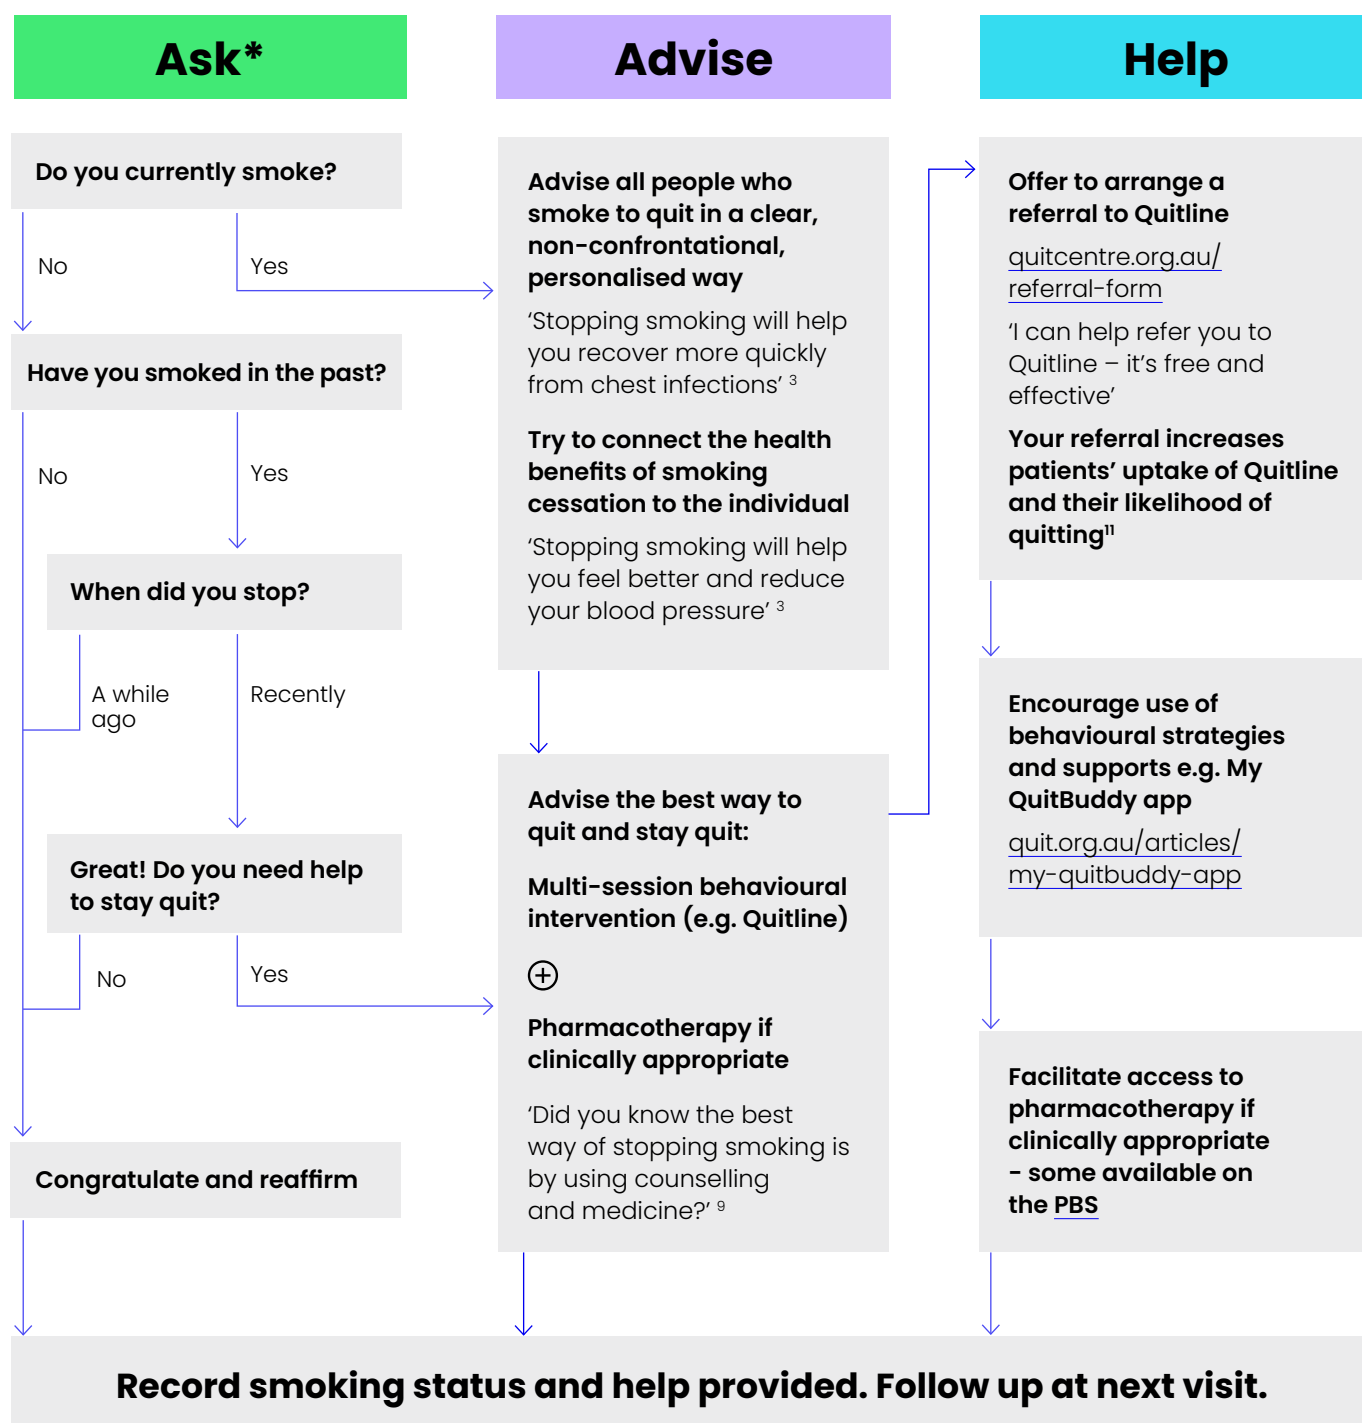 Ask*
Do you currently smoke?
No
Yes
Have you smoked in the past?
No
Yes
When did you stop?
A while
ago
Recently
Great! Do you need help
to stay quit?
No
Yes
Congratulate and reaffirm
Advise
Advise all people who
smoke to quit in a clear,
non-confrontational,
personalised way
‘Stopping smoking will help
you recover more quickly
from chest infections’ ³
Try to connect the health
benefits of smoking
cessation to the individual
‘Stopping smoking will help
you feel better and reduce
your blood pressure’ ³
Advise the best way to
quit and stay quit:
Multi-session behavioural
intervention (e.g. Quitline)
+
Pharmacotherapy if
clinically appropriate
‘Did you know the best
way of stopping smoking is
by using counselling
and medicine?’ ⁹
Help
Offer to arrange a
referral to Quitline
quitcentre.org.au/
referral-form
‘I can help refer you to
Quitline – it’s free and
effective’
Your referral increases
patients’ uptake of Quitline
and their likelihood of
quitting¹¹
Encourage use of
behavioural strategies
and supports e.g. My
QuitBuddy app
quit.org.au/articles/
my-quitbuddy-app
Facilitate access to
pharmacotherapy if
clinically appropriate
- some available on
the PBS
Record smoking status and help provided. Follow up at next visit.